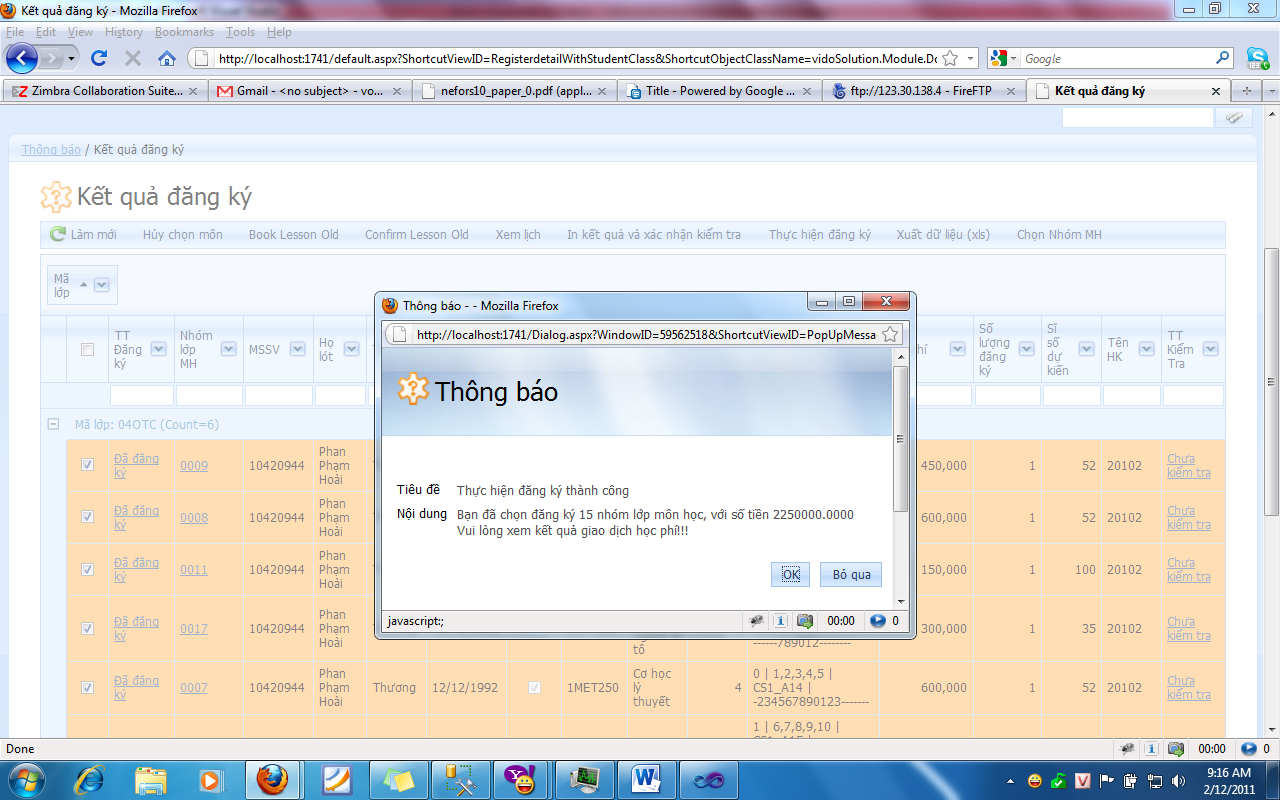 Kết quả đăng ký - Mozilla Firefox
File Edit View History Bookmarks Tools Help
http://localhost:1741/default.aspx?ShortcutViewID=RegisterdetailWithStudentClass&ShortcutObjectClassName=vidoSolution.Module.Do
Google
Zimbra Collaboration Suite...
Gmail - <no subject> - vo...
nefors10_paper_0.pdf (appl...
Title - Powered by Google ...
ftp://123.30.138.4 - FireFTP
Kết quả đăng ký
Thông báo / Kết quả đăng ký
Kết quả đăng ký
Làm mới Hủy chọn môn Book Lesson Old Confirm Lesson Old Xem lịch In kết quả và xác nhận kiểm tra Thực hiện đăng ký Xuất dữ liệu (xls) Chọn Nhóm MH
Mã
lớp
TT
Đăng
ký
Nhóm
lớp
MH
MSSV
Họ
lót
hí
Số
lượng
đăng
ký
Sĩ
số
dự
kiến
Tên
HK
TT
Kiểm
Tra
Mã lớp: 04OTC (Count=6)
Đã đăng
ký
0009
10420944
Phan
Phạm
Hoài
450,000
1
52
20102
Chưa
kiểm tra
Đã đăng
ký
0008
10420944
Phan
Phạm
Hoài
600,000
1
52
20102
Chưa
kiểm tra
Đã đăng
ký
0011
10420944
Phan
Phạm
Hoài
150,000
1
100
20102
Chưa
kiểm tra
Đã đăng
ký
0017
10420944
Phan
Phạm
Hoài
tố
------789012--------
300,000
1
35
20102
Chưa
kiểm tra
Đã đăng
ký
0007
10420944
Phan
Phạm
Hoài
Thương
12/12/1992
1MET250
Cơ học
lý
thuyết
4
0 | 1,2,3,4,5 |
CS1_A14 |
-234567890123-------
600,000
1
52
20102
Chưa
kiểm tra
1 | 6,7,8,9,10 |
Thông báo - - Mozilla Firefox
http://localhost:1741/Dialog.aspx?WindowID=59562518&ShortcutViewID=PopUpMessa
Thông báo
Tiêu đề Thực hiện đăng ký thành công
Nội dung Bạn đã chọn đăng ký 15 nhóm lớp môn học, với số tiền 2250000.0000
Vui lòng xem kết quả giao dịch học phí!!!
OK Bỏ qua
javascript:; 00:00 0
Done 00:00 0
9:16 AM
2/12/2011